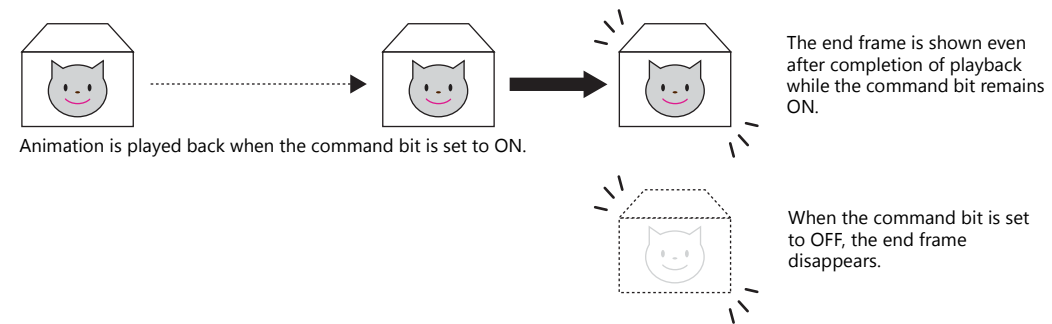 The end frame is shown even
after completion of playback
while the command bit remains
ON.
Animation is played back when the command bit is set to ON.
When the command bit is set
to OFF, the end frame
disappears.